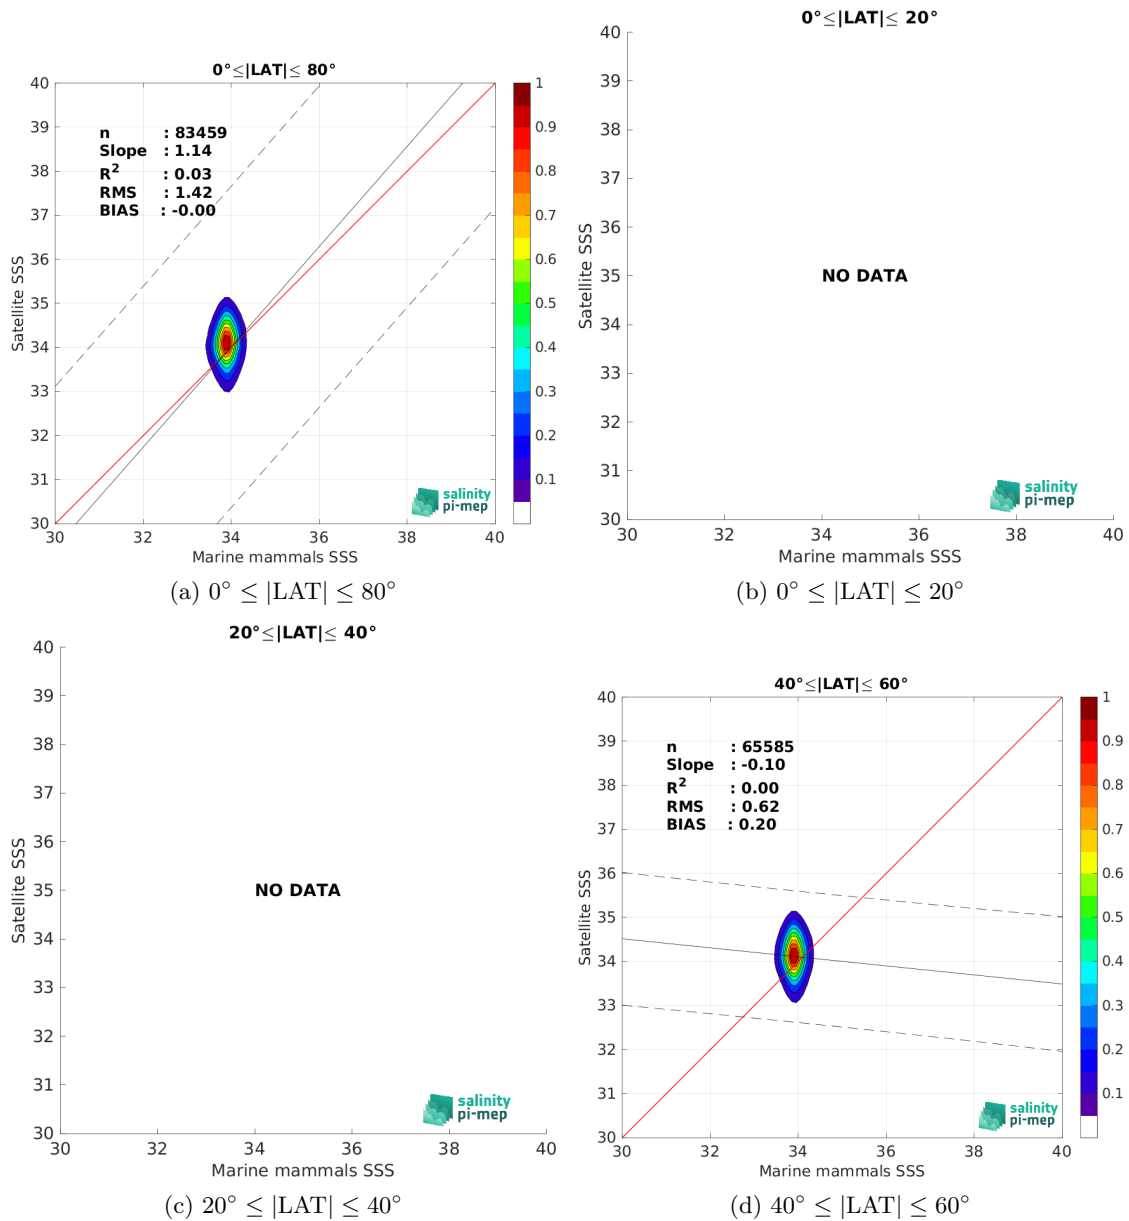 0°≤|LAT|≤ 80°
40
39
38
37
36
35
34
33
32
31
30
Satellite SSS
n : 83459
Slope : 1.14
R² : 0.03
RMS : 1.42
BIAS : -0.00
salinity
pi-mep
30 32 34 36 38 40
Marine mammals SSS
1
0.9
0.8
0.7
0.6
0.5
0.4
0.3
0.2
0.1
(a) 0° ≤ |LAT| ≤ 80°
0°≤|LAT|≤ 20°
40
39
38
37
36
35
34
33
32
31
30
Satellite SSS
NO DATA
salinity
pi-mep
30 32 34 36 38 40
Marine mammals SSS
(b) 0° ≤ |LAT| ≤ 20°
20°≤|LAT|≤ 40°
40
39
38
37
36
35
34
33
32
31
30
Satellite SSS
NO DATA
salinity
pi-mep
30 32 34 36 38 40
Marine mammals SSS
(c) 20° ≤ |LAT| ≤ 40°
40°≤|LAT|≤ 60°
40
39
38
37
36
35
34
33
32
31
30
Satellite SSS
n : 65585
Slope : -0.10
R² : 0.00
RMS : 0.62
BIAS : 0.20
salinity
pi-mep
30 32 34 36 38 40
Marine mammals SSS
1
0.9
0.8
0.7
0.6
0.5
0.4
0.3
0.2
0.1
(d) 40° ≤ |LAT| ≤ 60°